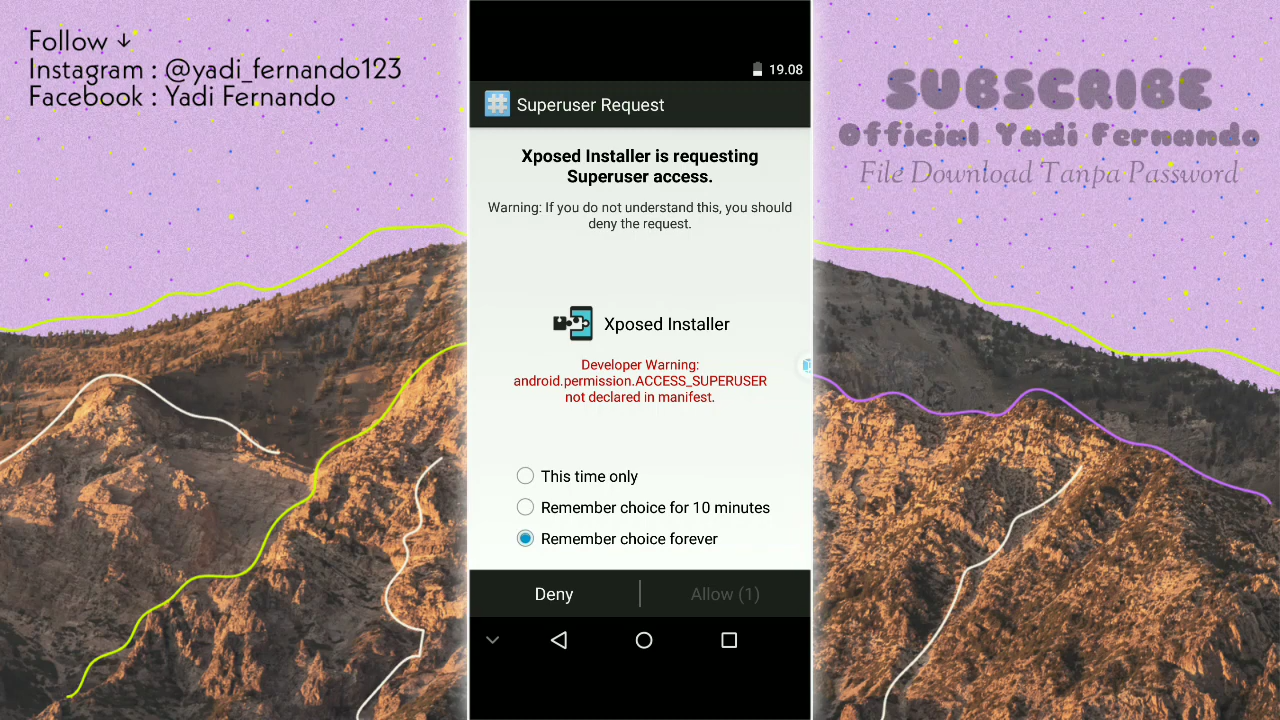 Follow ↓
Instagram : @yadi_fernando123
Facebook : Yadi Fernando
19.08
Superuser Request
Xposed Installer is requesting
Superuser access.
Warning: If you do not understand this, you should
deny the request.
Xposed Installer
Developer Warning:
android.permission.ACCESS_SUPERUSER
not declared in manifest.
This time only
Remember choice for 10 minutes
Remember choice forever
Deny
Allow (1)
SUBSCRIBE
Official Yadi Fernando
File Download Tanpa Password